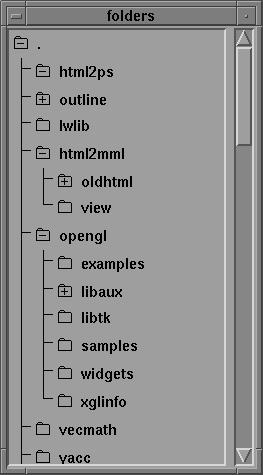 folders
.
html2ps
outline
lwlib
html2mml
oldhtml
view
opengl
examples
libaux
libtk
samples
widgets
xglinfo
vecmath
yacc